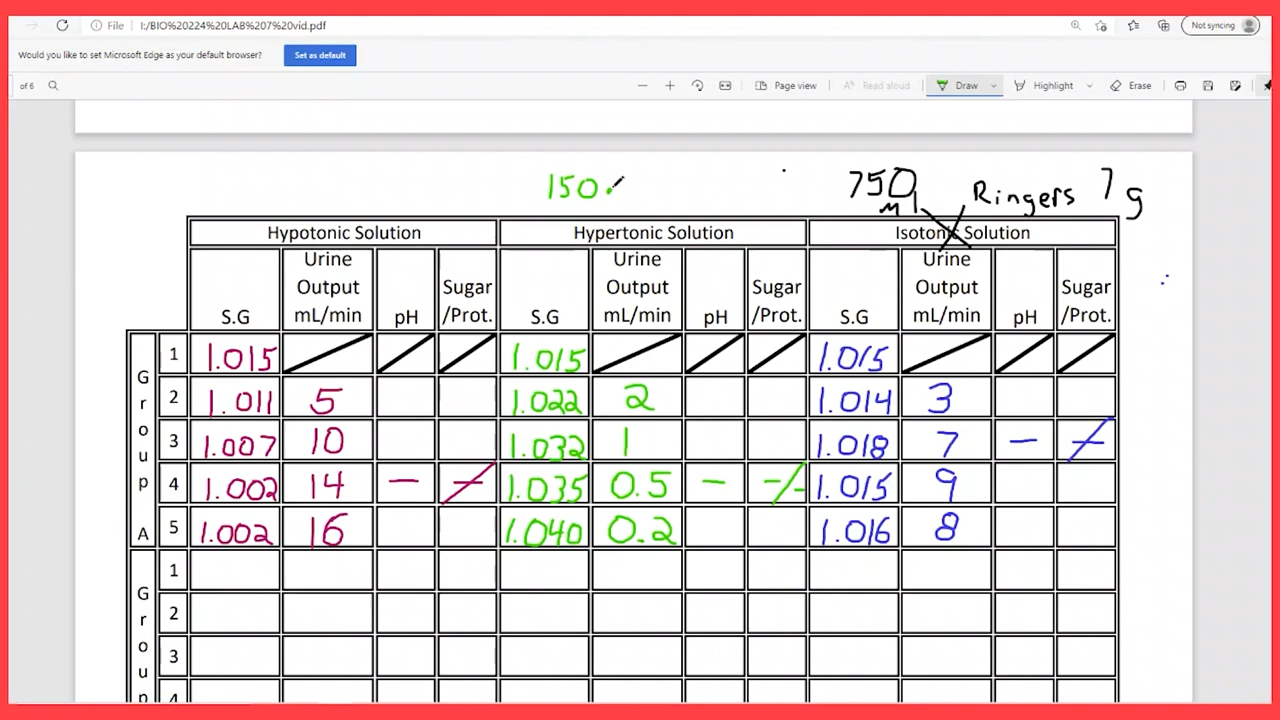 File I:/BIO%20224%20LAB%207%20vid.pdf Not syncing
Would you like to set Microsoft Edge as your default browser? Set as default
of 6 Page view Read aloud Draw Highlight Erase
150. 750 Ringers 7 g
Ml
Hypotonic Solution Hypertonic Solution Isotonic Solution
S.G Urine Output mL/min pH Sugar /Prot. S.G Urine Output mL/min pH Sugar /Prot. S.G Urine Output mL/min pH Sugar /Prot.
Group A
1 1.015 1.015 1.015
2 1.011 5 1.022 2 1.014 3
3 1.007 10 1.032 1 1.018 7 - -/
4 1.002 14 - -/ 1.035 0.5 - -/- 1.015 9
5 1.002 16 1.040 0.2 1.016 8
Group
1
2
3
4